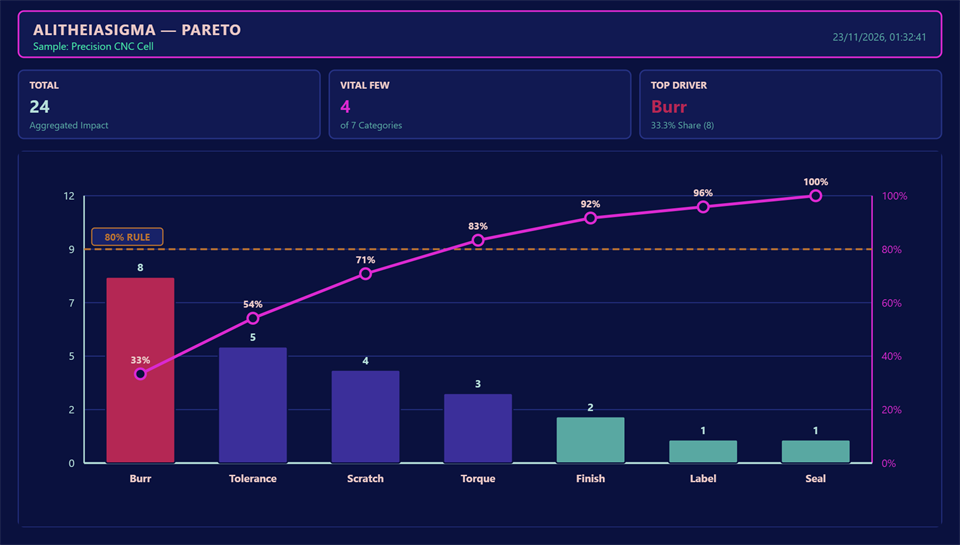 ALITHEIASIGMA — PARETO
Sample: Precision CNC Cell
23/11/2026, 01:32:41
TOTAL
24
Aggregated Impact
VITAL FEW
4
of 7 Categories
TOP DRIVER
Burr
33.3% Share (8)
12
9
7
5
2
0
80% RULE
8
5
4
3
2
1
1
33%
54%
71%
83%
92%
96%
100%
100%
80%
60%
40%
20%
0%
Burr
Tolerance
Scratch
Torque
Finish
Label
Seal